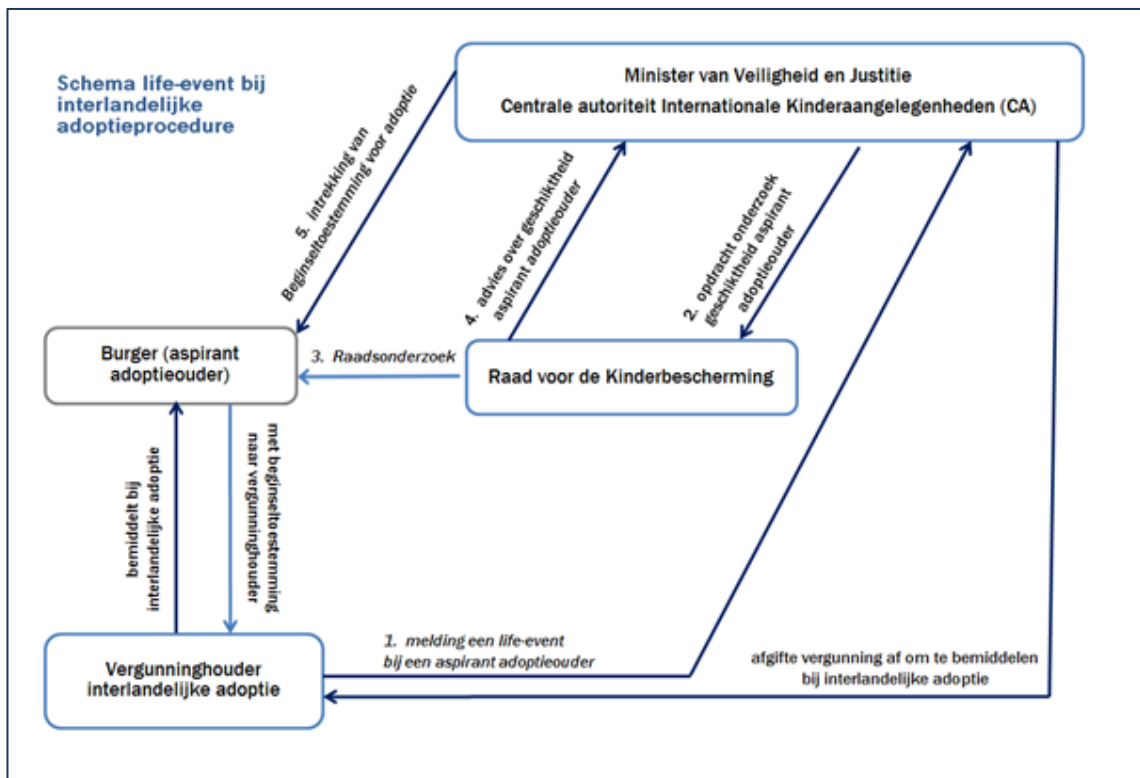 Schema life-event bij
interlandelijke
adoptieprocedure
Minister van Veiligheid en Justitie
Centrale autoriteit Internationale Kinderaangelegenheden (CA)
5. intrekking van
Beginseltoestemming voor adoptie
4. advies over geschiktheid
aspirant adoptieouder
2. opdracht onderzoek
geschiktheid aspirant
adoptieouder
Burger (aspirant
adoptieouder)
3. Raadsonderzoek
Raad voor de Kinderbescherming
bemiddelt bij
interlandelijke adoptie
met beginseltoestemming
naar vergunninghouder
Vergunninghouder
interlandelijke adoptie
1. melding een life-event
bij een aspirant adoptieouder
afgifte vergunning af om te bemiddelen
bij interlandelijke adoptie